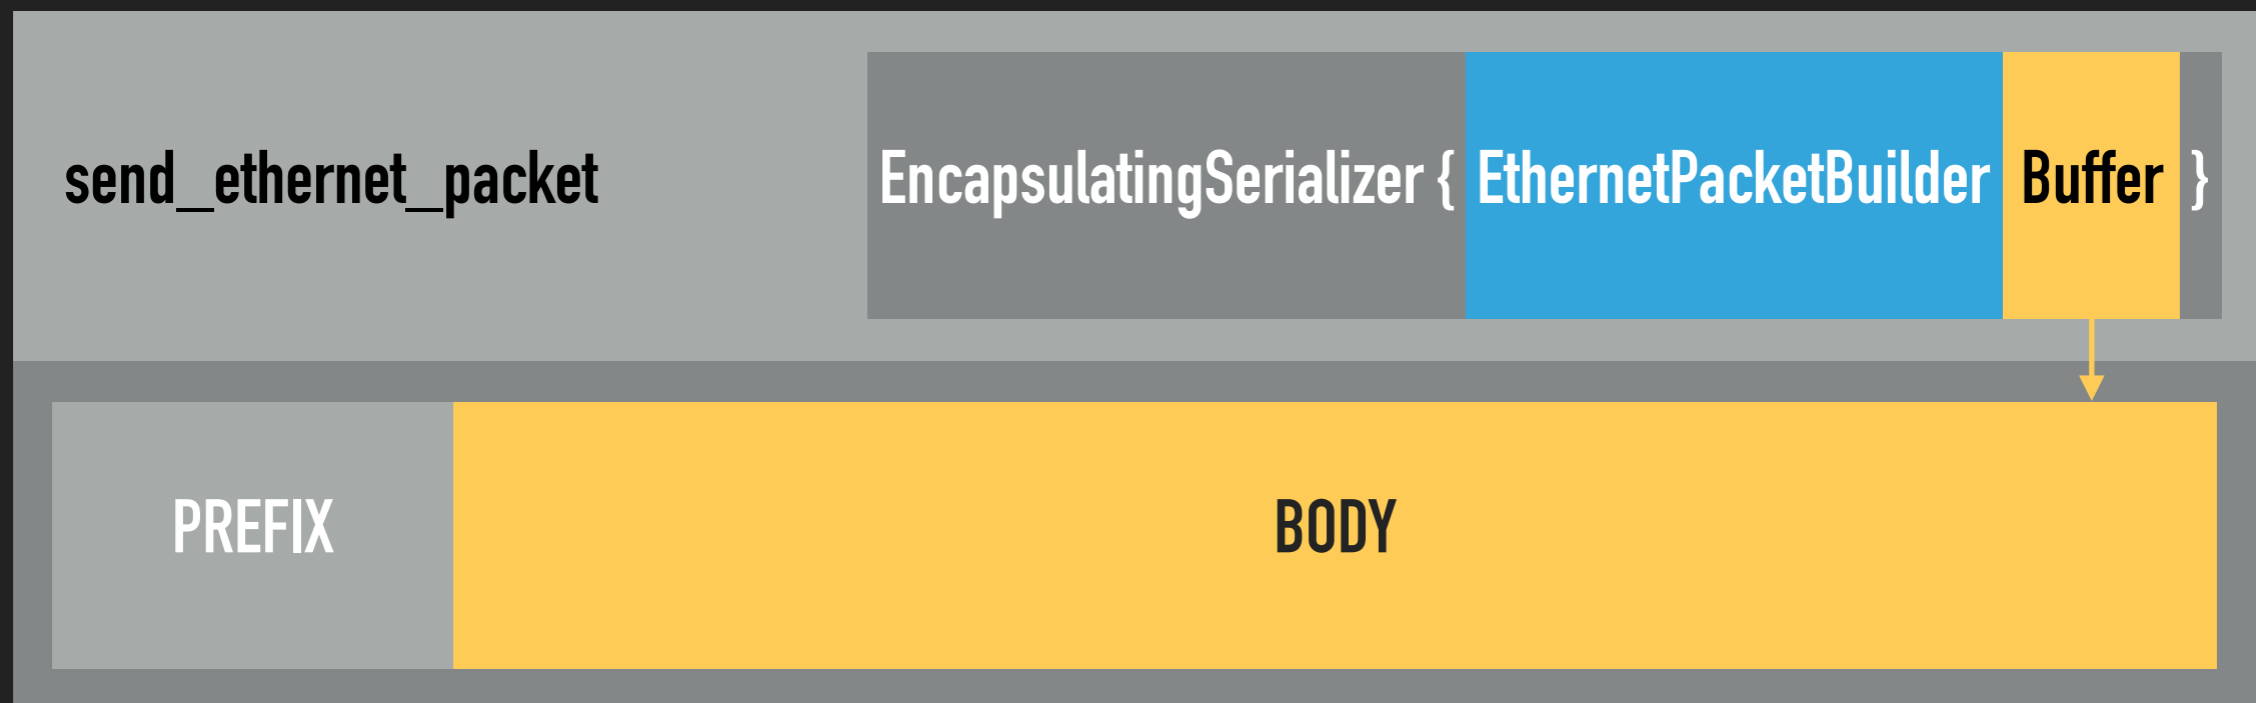 send_ethernet_packet EncapsulatingSerializer { EthernetPacketBuilder Buffer }
PREFIX BODY